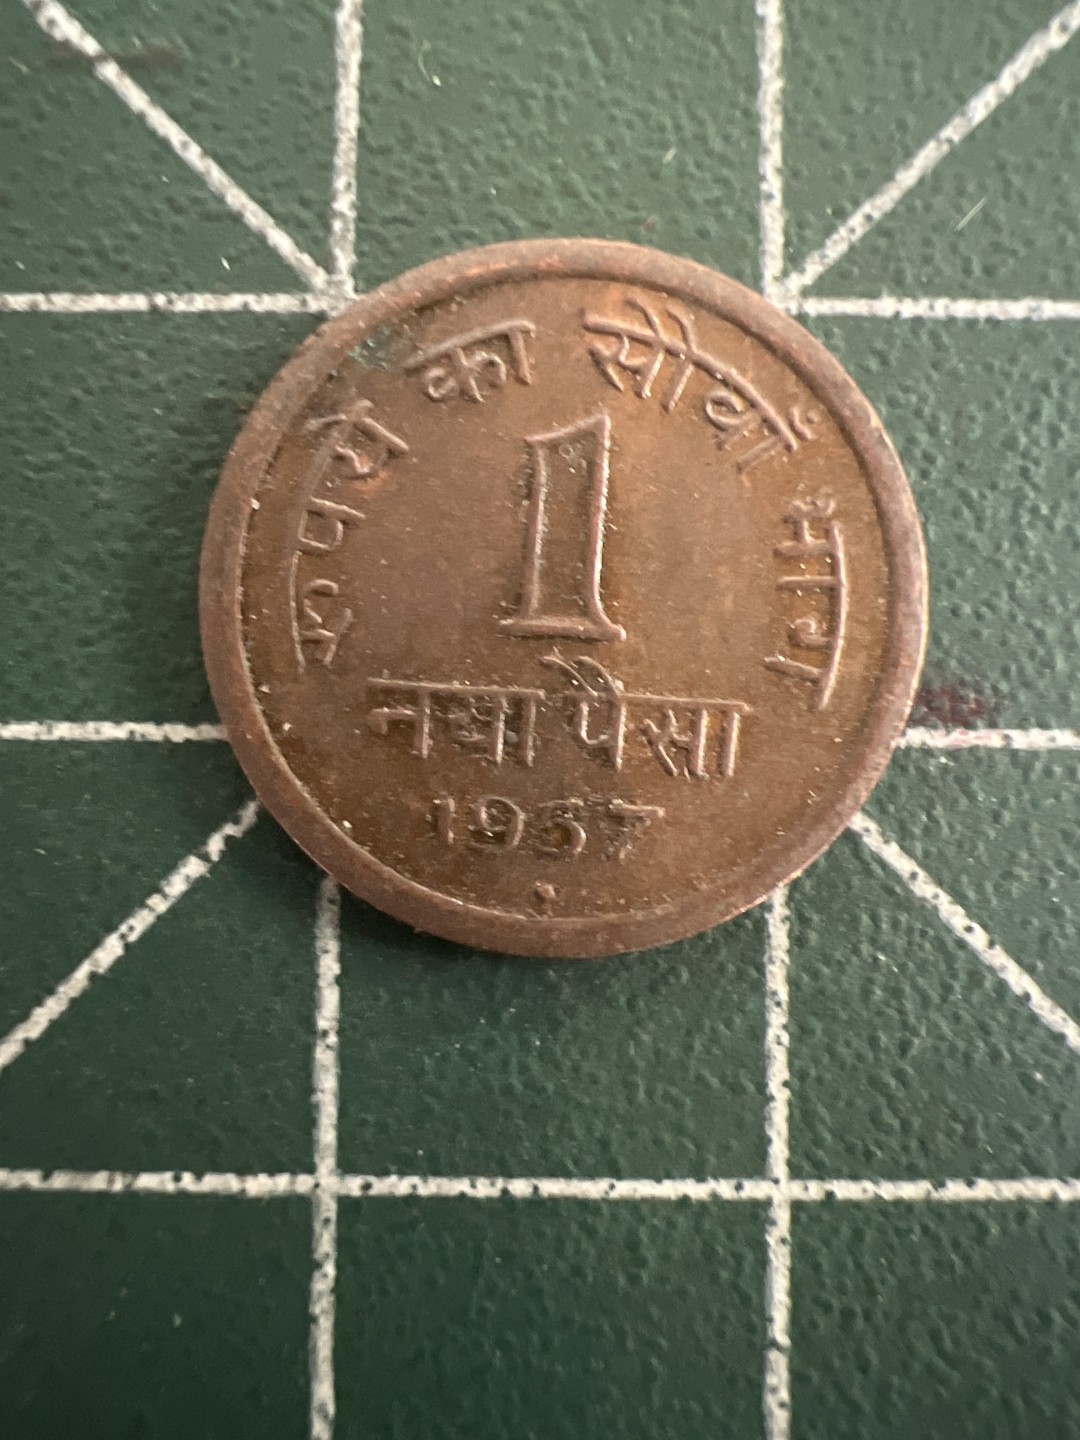 रुपये का सौवाँ भाग
1
नया पैसा
1957